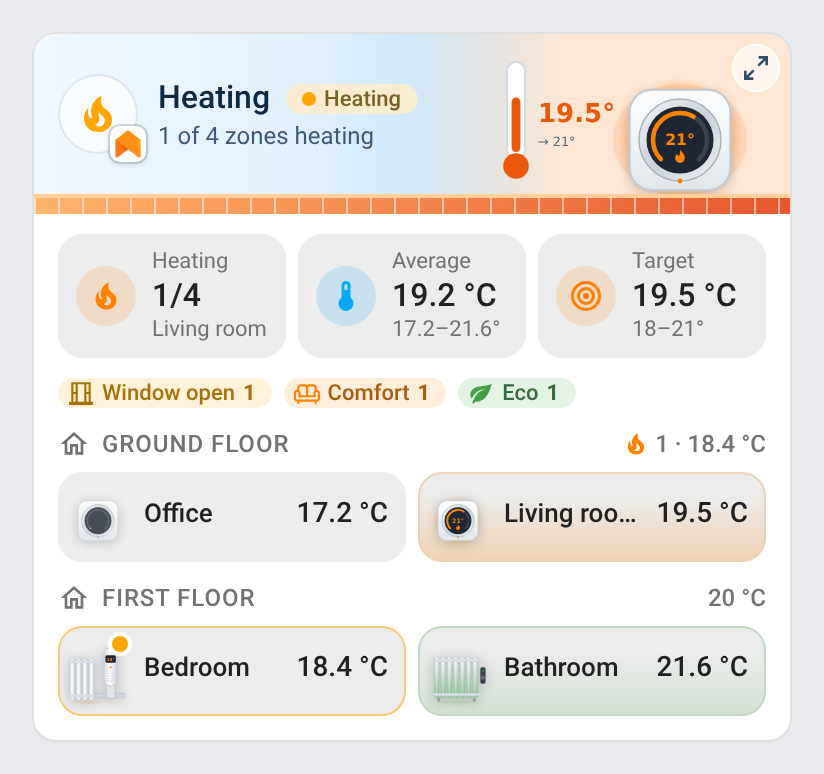 Heating
Heating
1 of 4 zones heating
19.5°
→ 21°
21°
Heating
1/4
Living room
Average
19.2 °C
17.2–21.6°
Target
19.5 °C
18–21°
Window open 1
Comfort 1
Eco 1
GROUND FLOOR
1 · 18.4 °C
Office
17.2 °C
Living roo...
19.5 °C
21°
FIRST FLOOR
20 °C
Bedroom
18.4 °C
Bathroom
21.6 °C